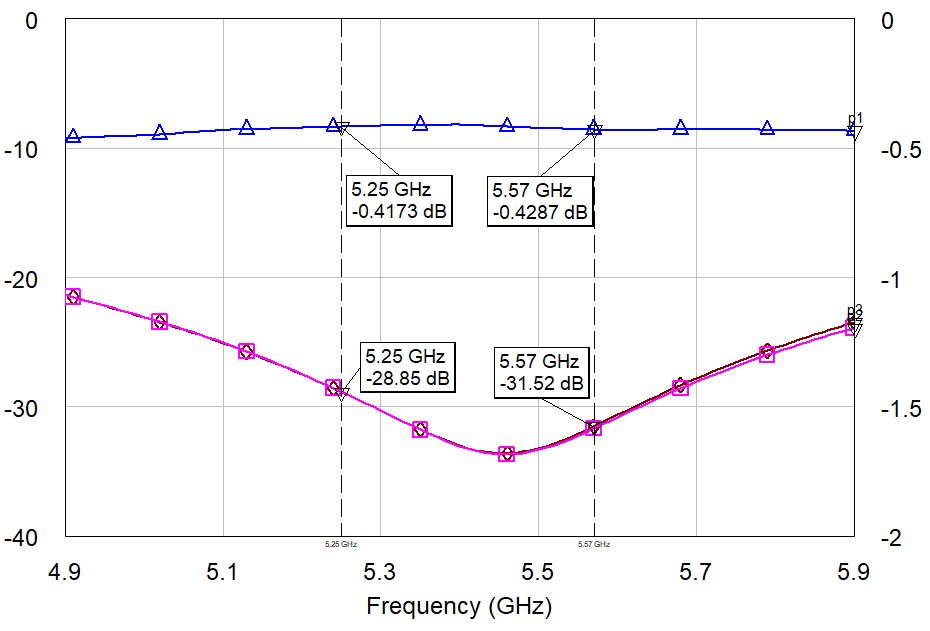 0
0
p1
-10
-0.5
5.25 GHz
-0.4173 dB
5.57 GHz
-0.4287 dB
-20
-1
p3
5.25 GHz
-28.85 dB
5.57 GHz
-31.52 dB
-30
-1.5
-40
-2
5.25 GHz
5.57 GHz
4.9
5.1
5.3
5.5
5.7
5.9
Frequency (GHz)